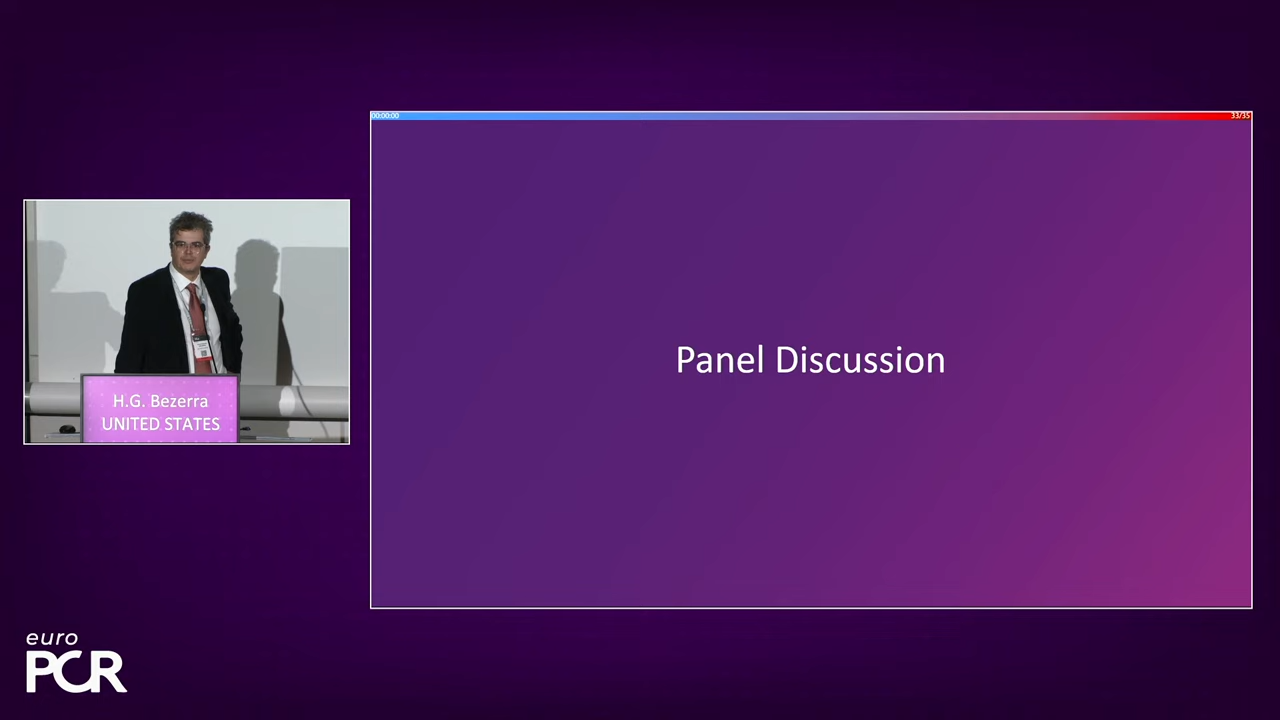 00:00:00
33/35
Panel Discussion
H.G. Bezerra
UNITED STATES
euro
PCR